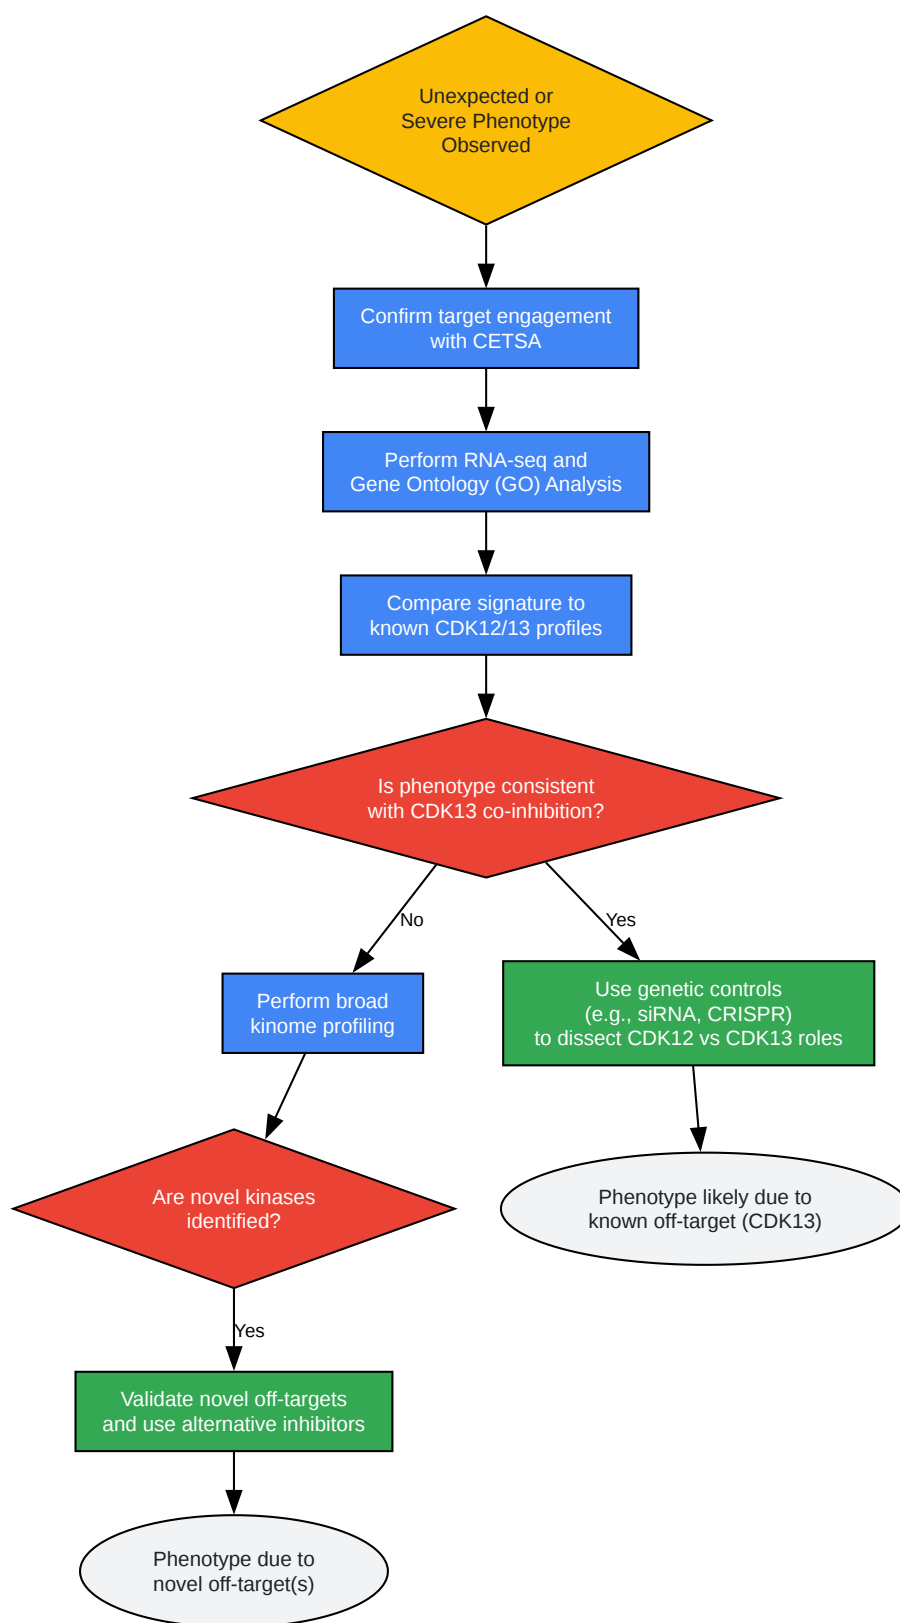 Unexpected or
Severe Phenotype
Observed
Confirm target engagement
with CETSA
Perform RNA-seq and
Gene Ontology (GO) Analysis
Compare signature to
known CDK12/13 profiles
Is phenotype consistent
with CDK13 co-inhibition?
No
Yes
Perform broad
kinome profiling
Use genetic controls
(e.g., siRNA, CRISPR)
to dissect CDK12 vs CDK13 roles
Are novel kinases
identified?
Phenotype likely due to
known off-target (CDK13)
Yes
Validate novel off-targets
and use alternative inhibitors
Phenotype due to
novel off-target(s)